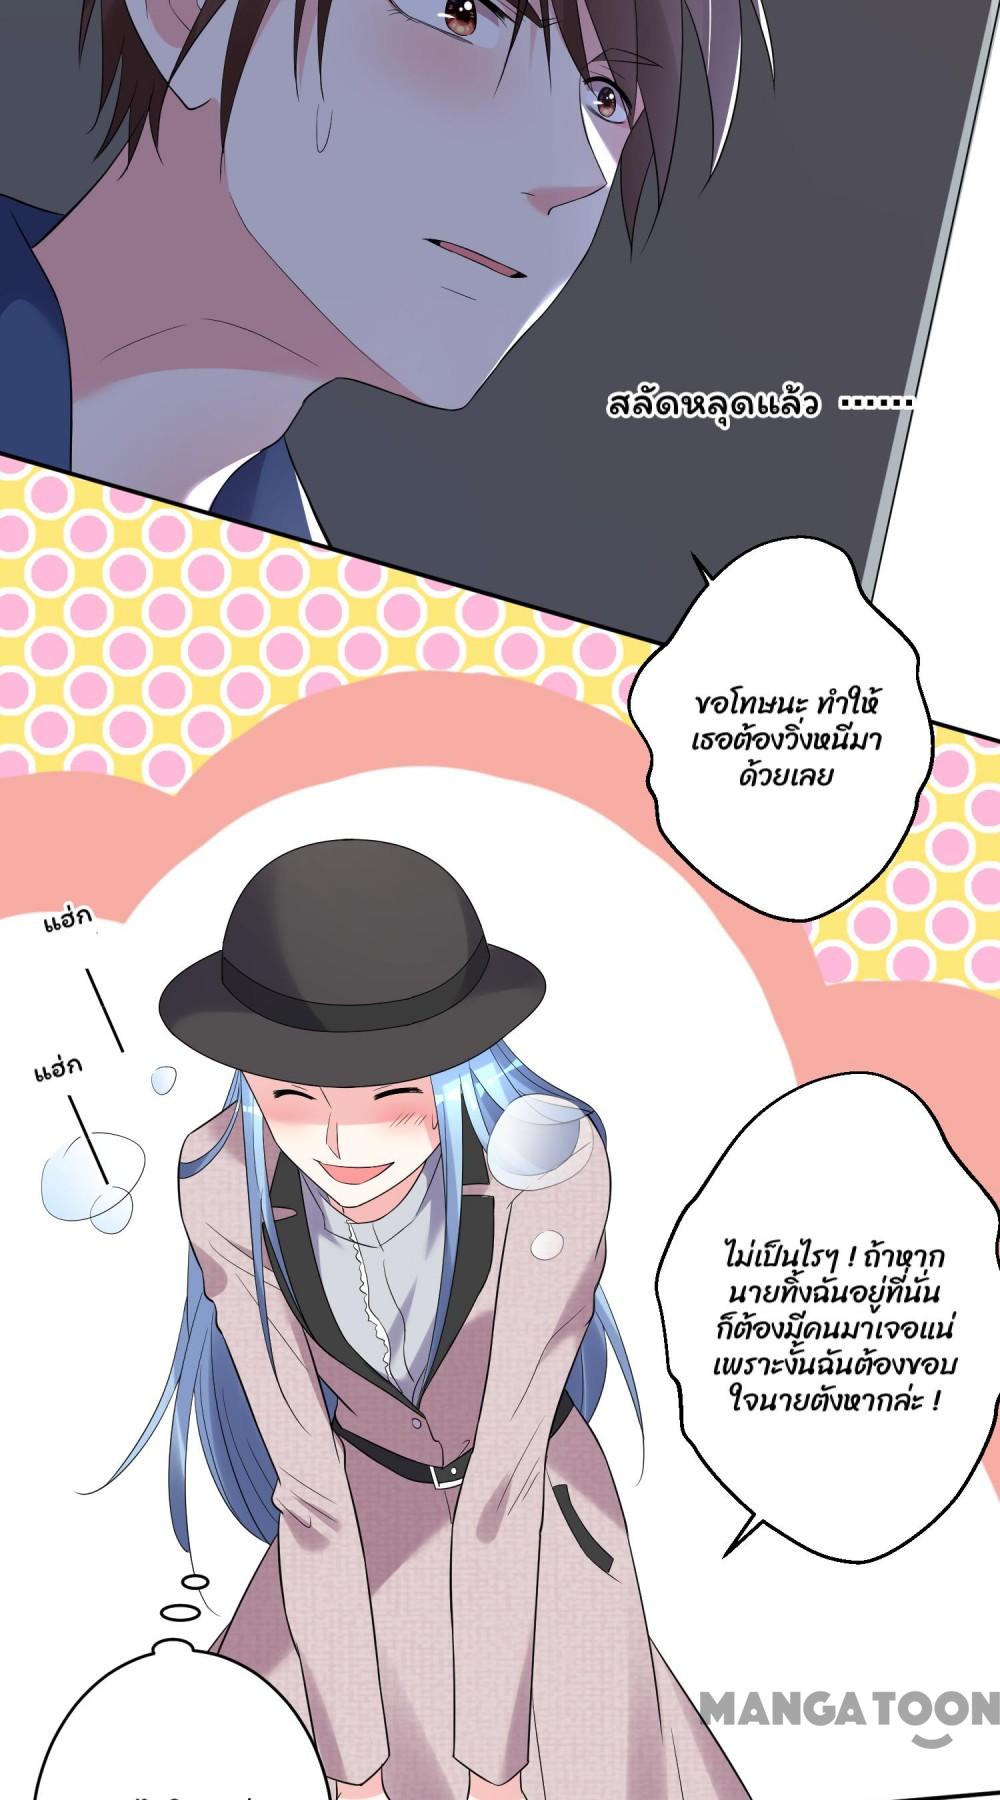 สลัดหลุดแล้ว ……
ขอโทษนะ ทำให้
เธอต้องวิ่งหนีมา
ด้วยเลย
แฮ่ก
แฮ่ก
ไม่เป็นไรๆ ! ถ้าหาก
นายทิ้งฉันอยู่ที่นั่น
ก็ต้องมีคนมาเจอแน่
เพราะงั้นฉันต้องขอบ
ใจนายตังหากล่ะ !
MANGATOON